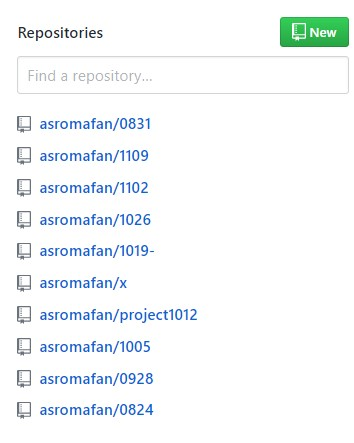 Repositories
New
Find a repository...
asromafan/0831
asromafan/1109
asromafan/1102
asromafan/1026
asromafan/1019-
asromafan/x
asromafan/project1012
asromafan/1005
asromafan/0928
asromafan/0824